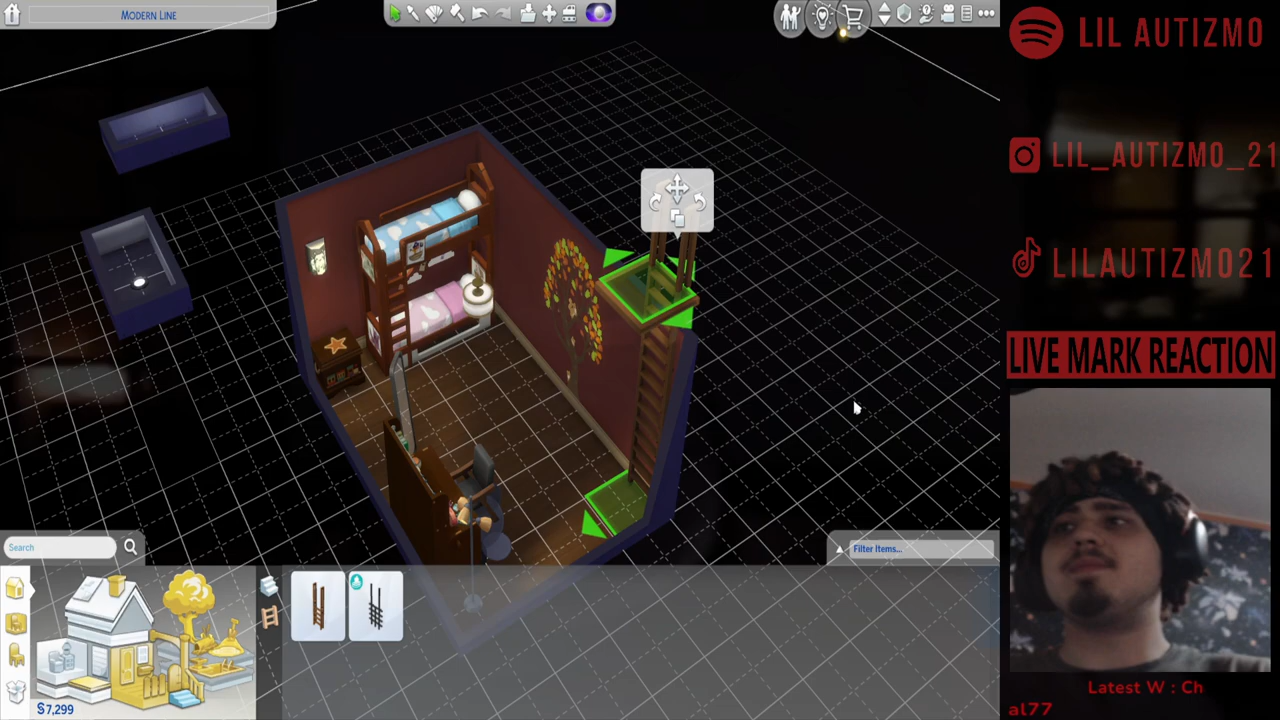 MODERN LINE
LIL AUTIZMO
LIL_AUTIZMO_21
LILAUTIZMO21
LIVE MARK REACTION
Search
Filter Items...
$7,299
Latest W : Ch
al77